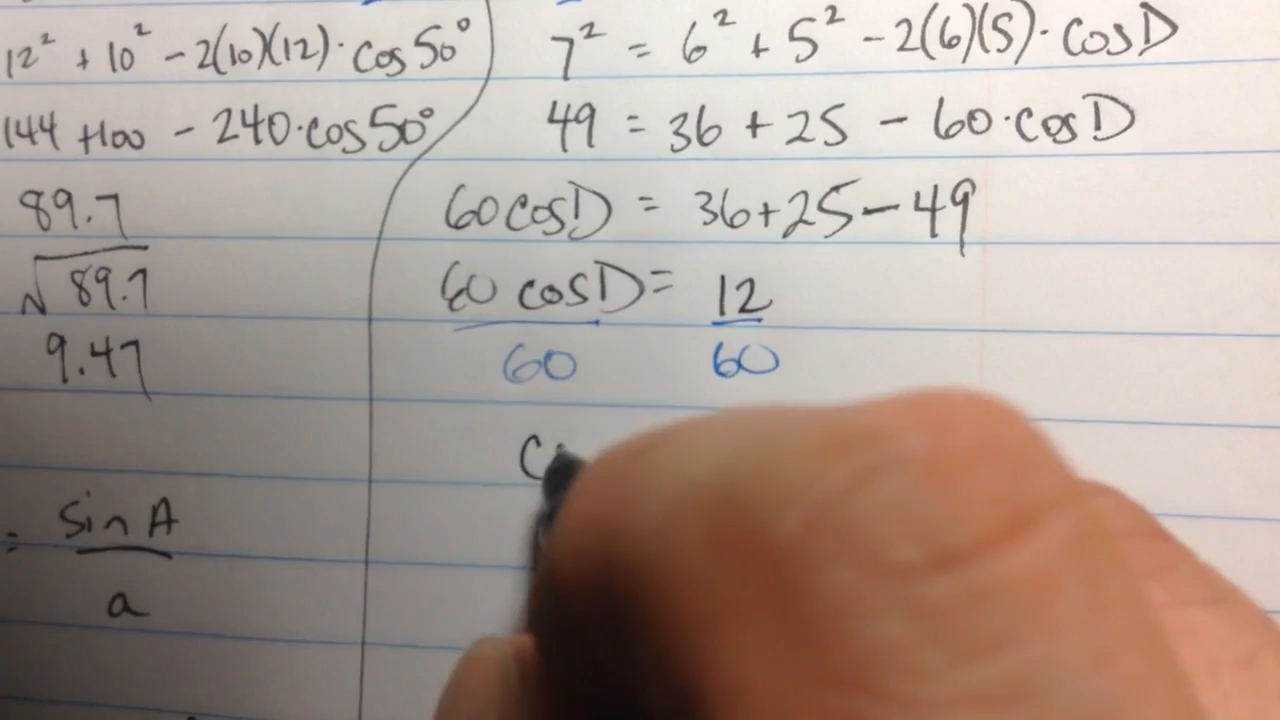 12² + 10² - 2(10)(12) · cos 50°
144 + 100 - 240 · cos 50°
89.7
√89.7
9.47
= sin A
a
7² = 6² + 5² - 2(6)(5) · cos D
49 = 36 + 25 - 60 · cos D
60 cos D = 36 + 25 - 49
60 cos D = 12
60 60